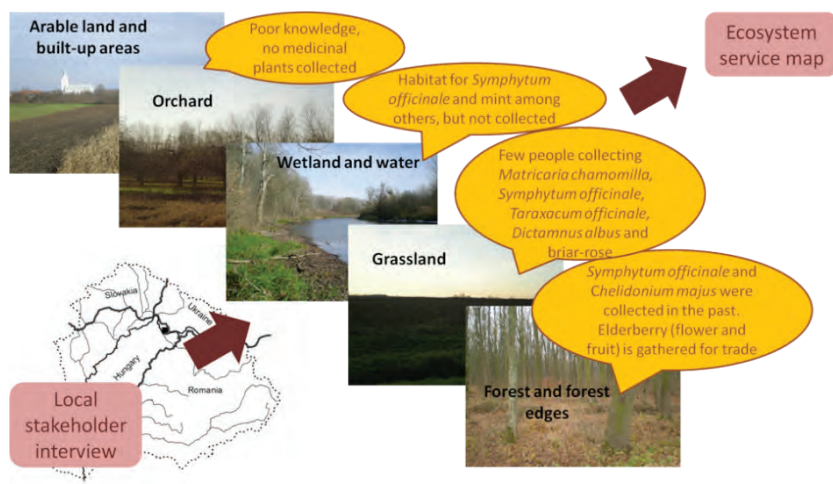 Arable land and
built-up areas
Poor knowledge,
no medicinal
plants collected
Ecosystem
service map
Orchard
Habitat for Symphytum
officinale and mint among
others, but not collected
Wetland and water
Few people collecting
Matricaria chamomilla,
Symphytum officinale,
Taraxacum officinale,
Dictamnus albus and
briar-rose
Grassland
Symphytum officinale and
Chelidonium majus were
collected in the past.
Elderberry (flower and
fruit) is gathered for trade
Forest and forest
edges
Slovakia
Ukraine
Hungary
Romania
Local
stakeholder
interview